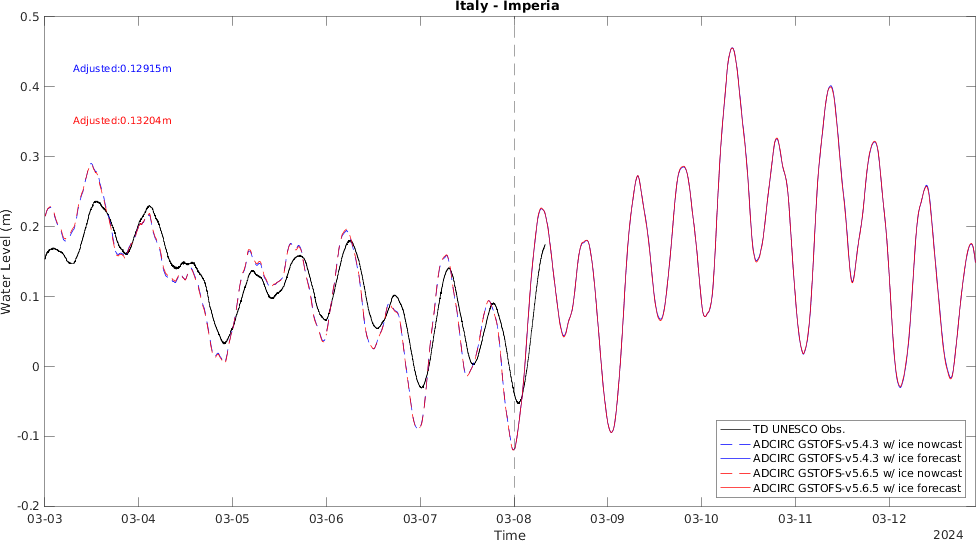 Italy - Imperia
0.5
0.4
0.3
0.2
0.1
0
-0.1
-0.2
Water Level (m)
Adjusted:0.12915m
Adjusted:0.13204m
TD UNESCO Obs.
ADCIRC GSTOFS-v5.4.3 w/ ice nowcast
ADCIRC GSTOFS-v5.4.3 w/ ice forecast
ADCIRC GSTOFS-v5.6.5 w/ ice nowcast
ADCIRC GSTOFS-v5.6.5 w/ ice forecast
03-03 03-04 03-05 03-06 03-07 03-08 03-09 03-10 03-11 03-12
Time
2024